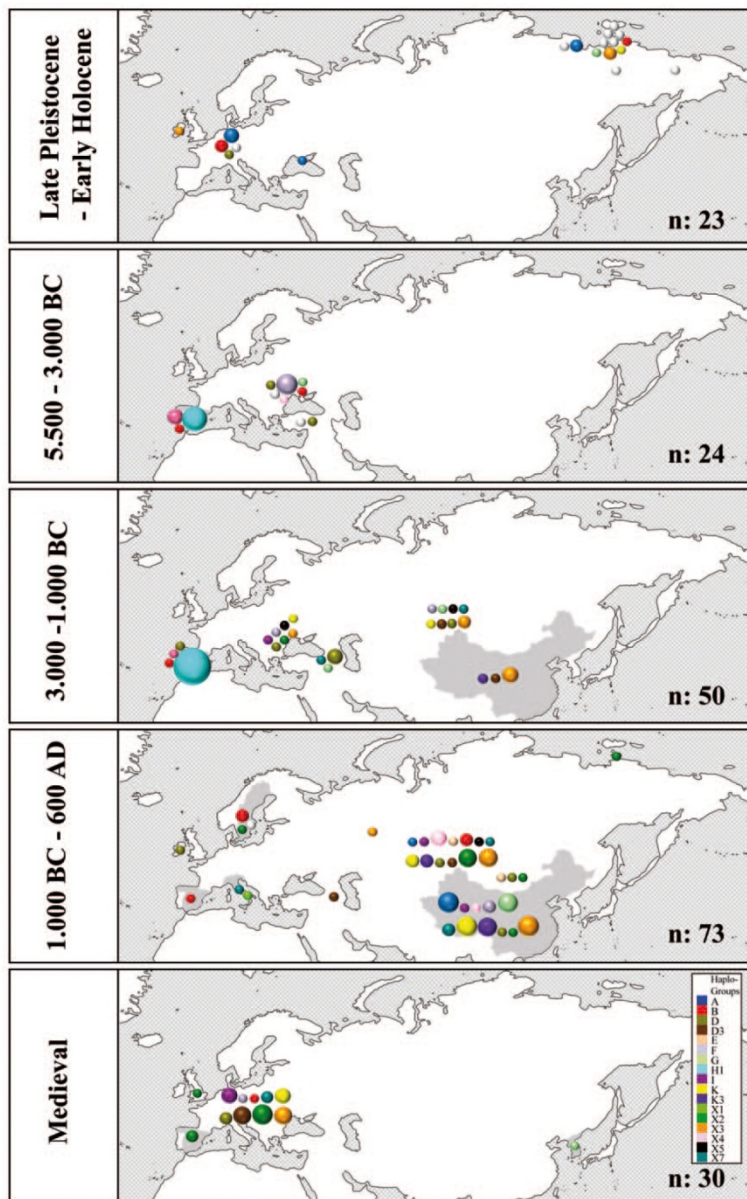 Late Pleistocene
- Early Holocene
n: 23
5.500 - 3.000 BC
n: 24
3.000 -1.000 BC
n: 50
1.000 BC - 600 AD
n: 73
Medieval
Haplo-
Groups
A
B
D
D3
E
F
G
H1
I
K
K3
X1
X2
X3
X4
X5
X7
n: 30